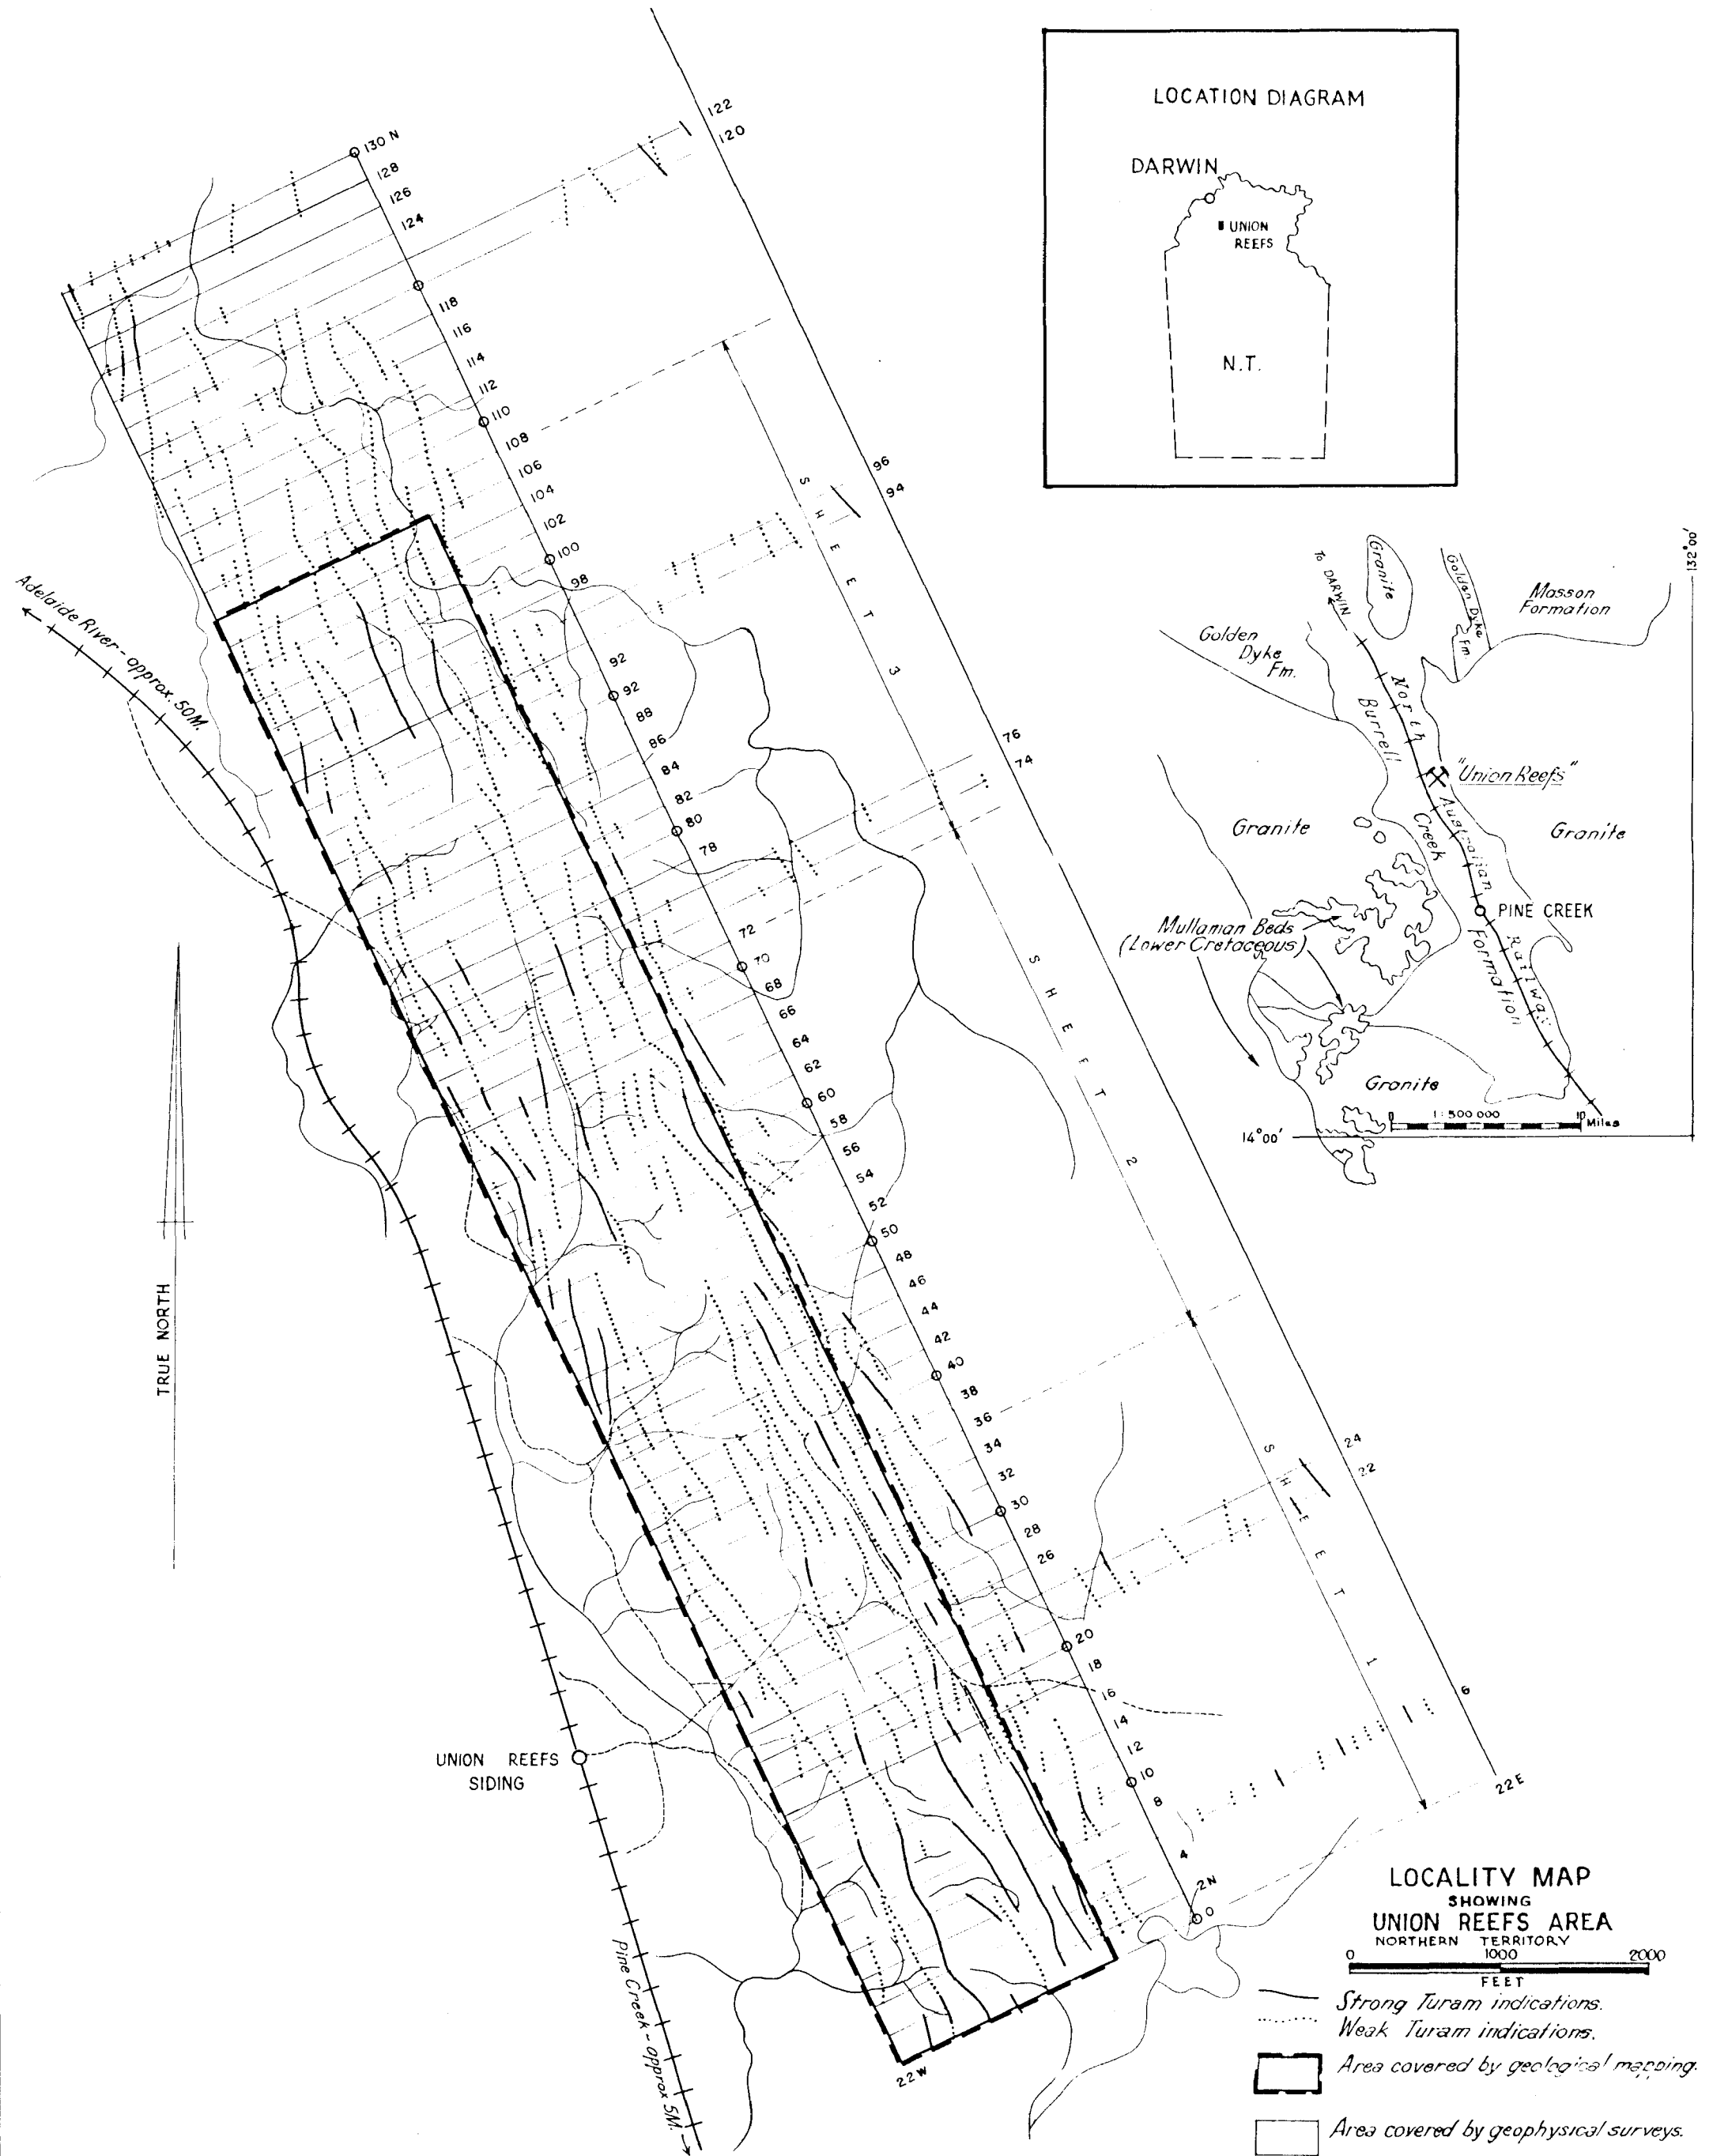 LOCATION DIAGRAM
DARWIN
UNION
REEFS
N.T.
130 N
128
126
124
122
120
118
116
114
112
110
108
106
104
102
100
98
96
94
92
92
88
86
84
82
80
78
76
74
72
70
68
66
64
62
60
58
56
54
52
50
48
46
44
42
40
38
36
34
32
30
28
26
24
22
20
18
16
14
12
10
8
6
4
2N
0
22E
22 W
SHEET 3
SHEET 2
SHEET 1
Adelaide River - approx. 50M.
TRUE NORTH
UNION REEFS
SIDING
Pine Creek - approx 5M.
To DARWIN
Granite
Golden Dyke
Fm.
Masson
Formation
132°00'
Golden
Dyke
Fm.
North Australian Railway
Burrell Creek Formation
"Union Reefs"
Granite
Granite
PINE CREEK
Mullaman Beds
(Lower Cretaceous)
Granite
0 1:500 000 10 Miles
14°00'
LOCALITY MAP
SHOWING
UNION REEFS AREA
NORTHERN TERRITORY
0 1000 2000
FEET
Strong Turam indications.
Weak Turam indications.
Area covered by geological mapping.
Area covered by geophysical surveys.